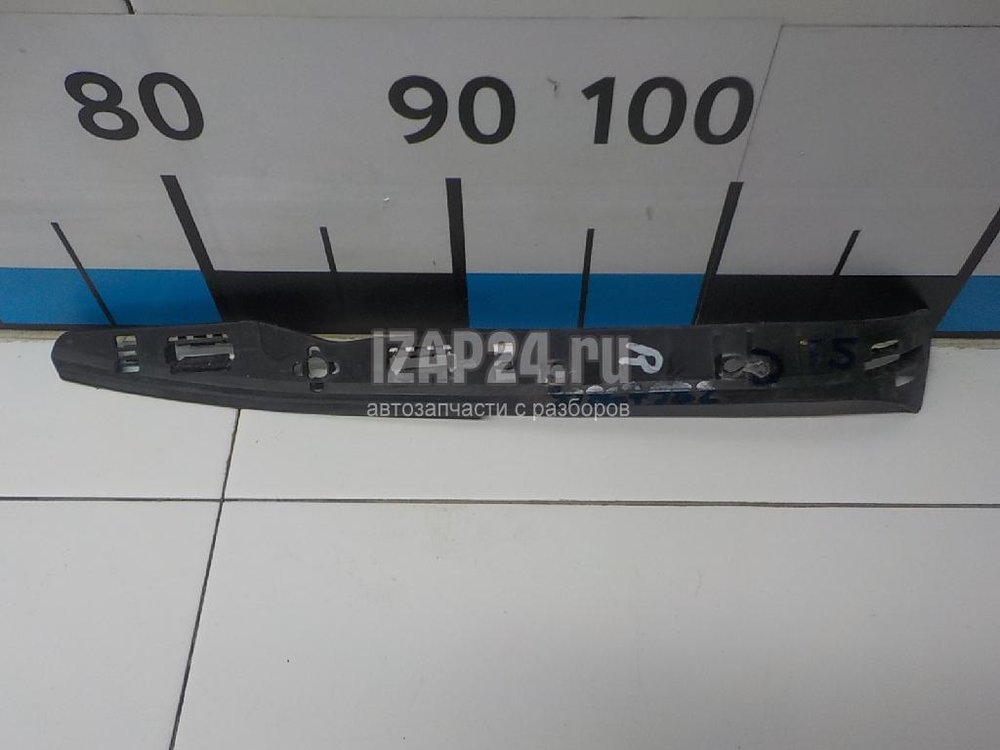 80 90 100
IZAP24.ru
R
15
автозапчасти с разборов